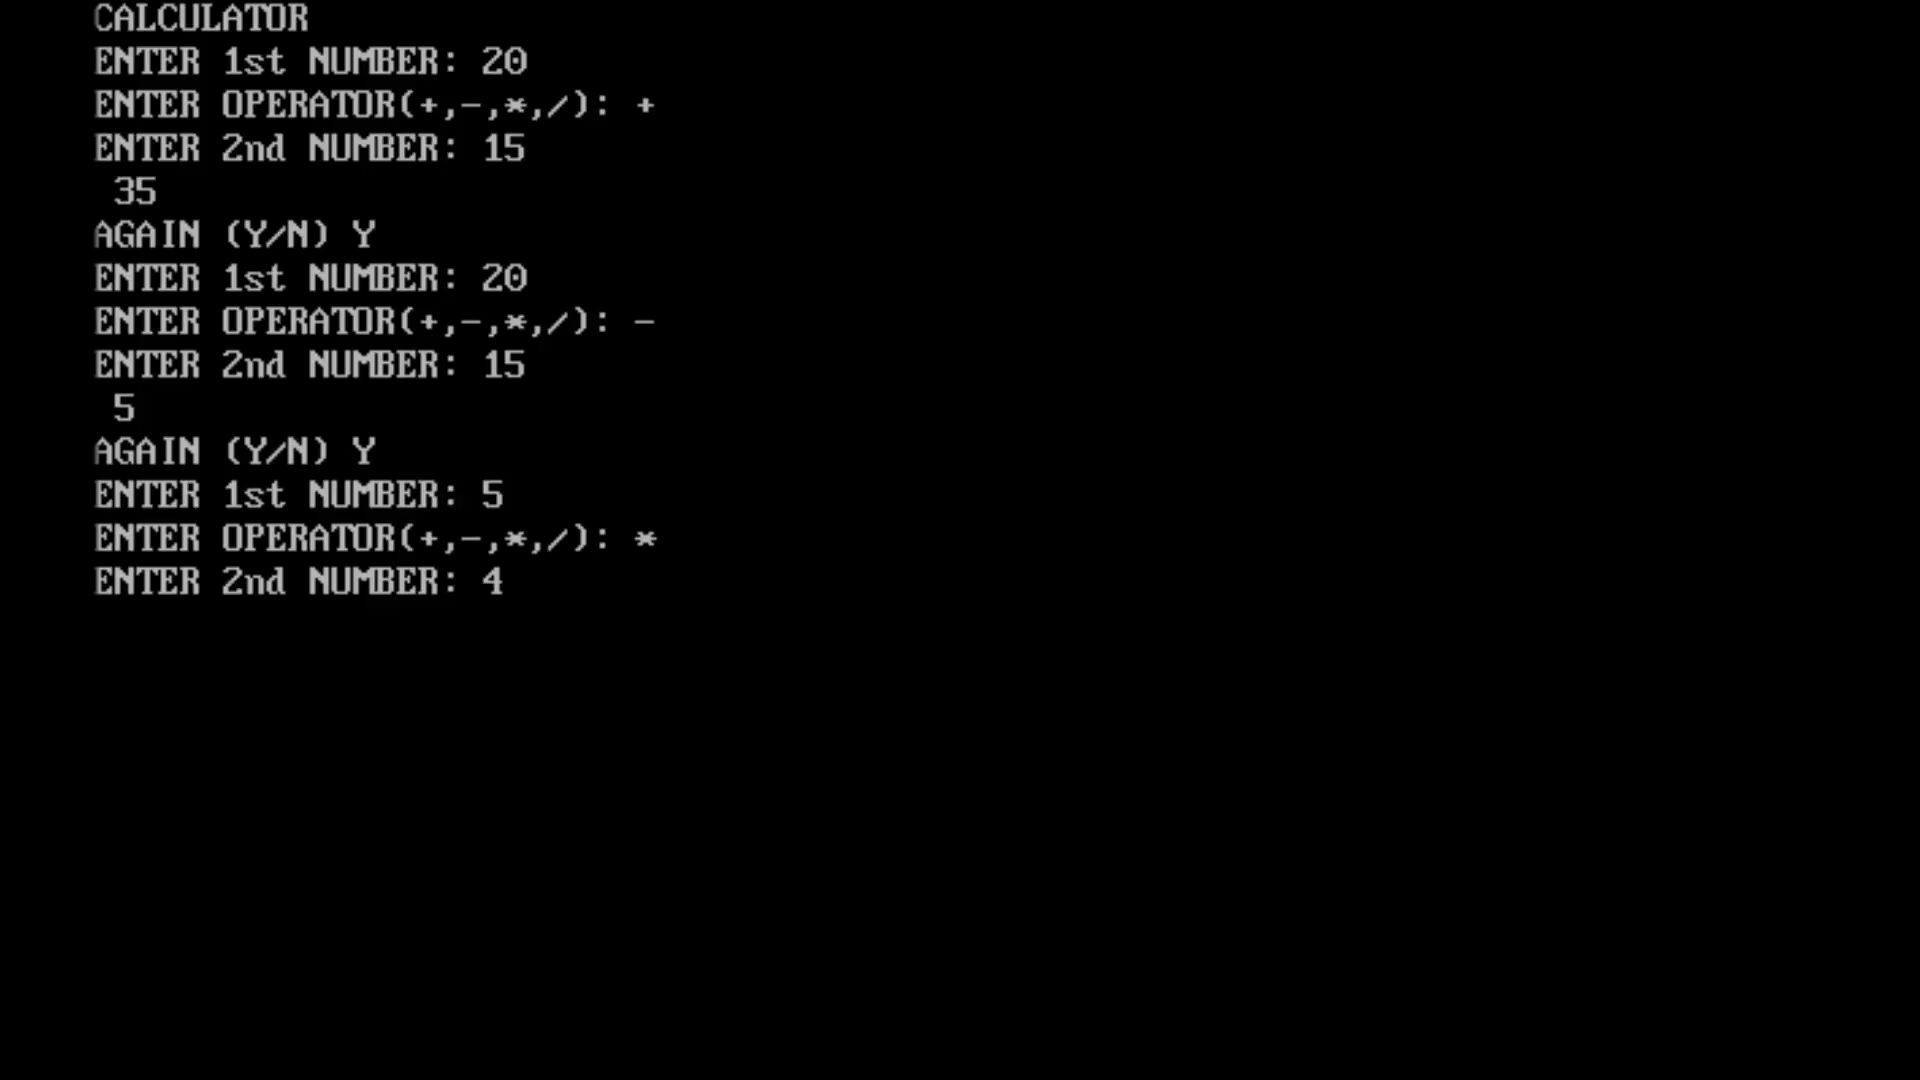 CALCULATOR
ENTER 1st NUMBER: 20
ENTER OPERATOR(+,-,*,/): +
ENTER 2nd NUMBER: 15
35
AGAIN (Y/N) Y
ENTER 1st NUMBER: 20
ENTER OPERATOR(+,-,*,/): -
ENTER 2nd NUMBER: 15
5
AGAIN (Y/N) Y
ENTER 1st NUMBER: 5
ENTER OPERATOR(+,-,*,/): *
ENTER 2nd NUMBER: 4